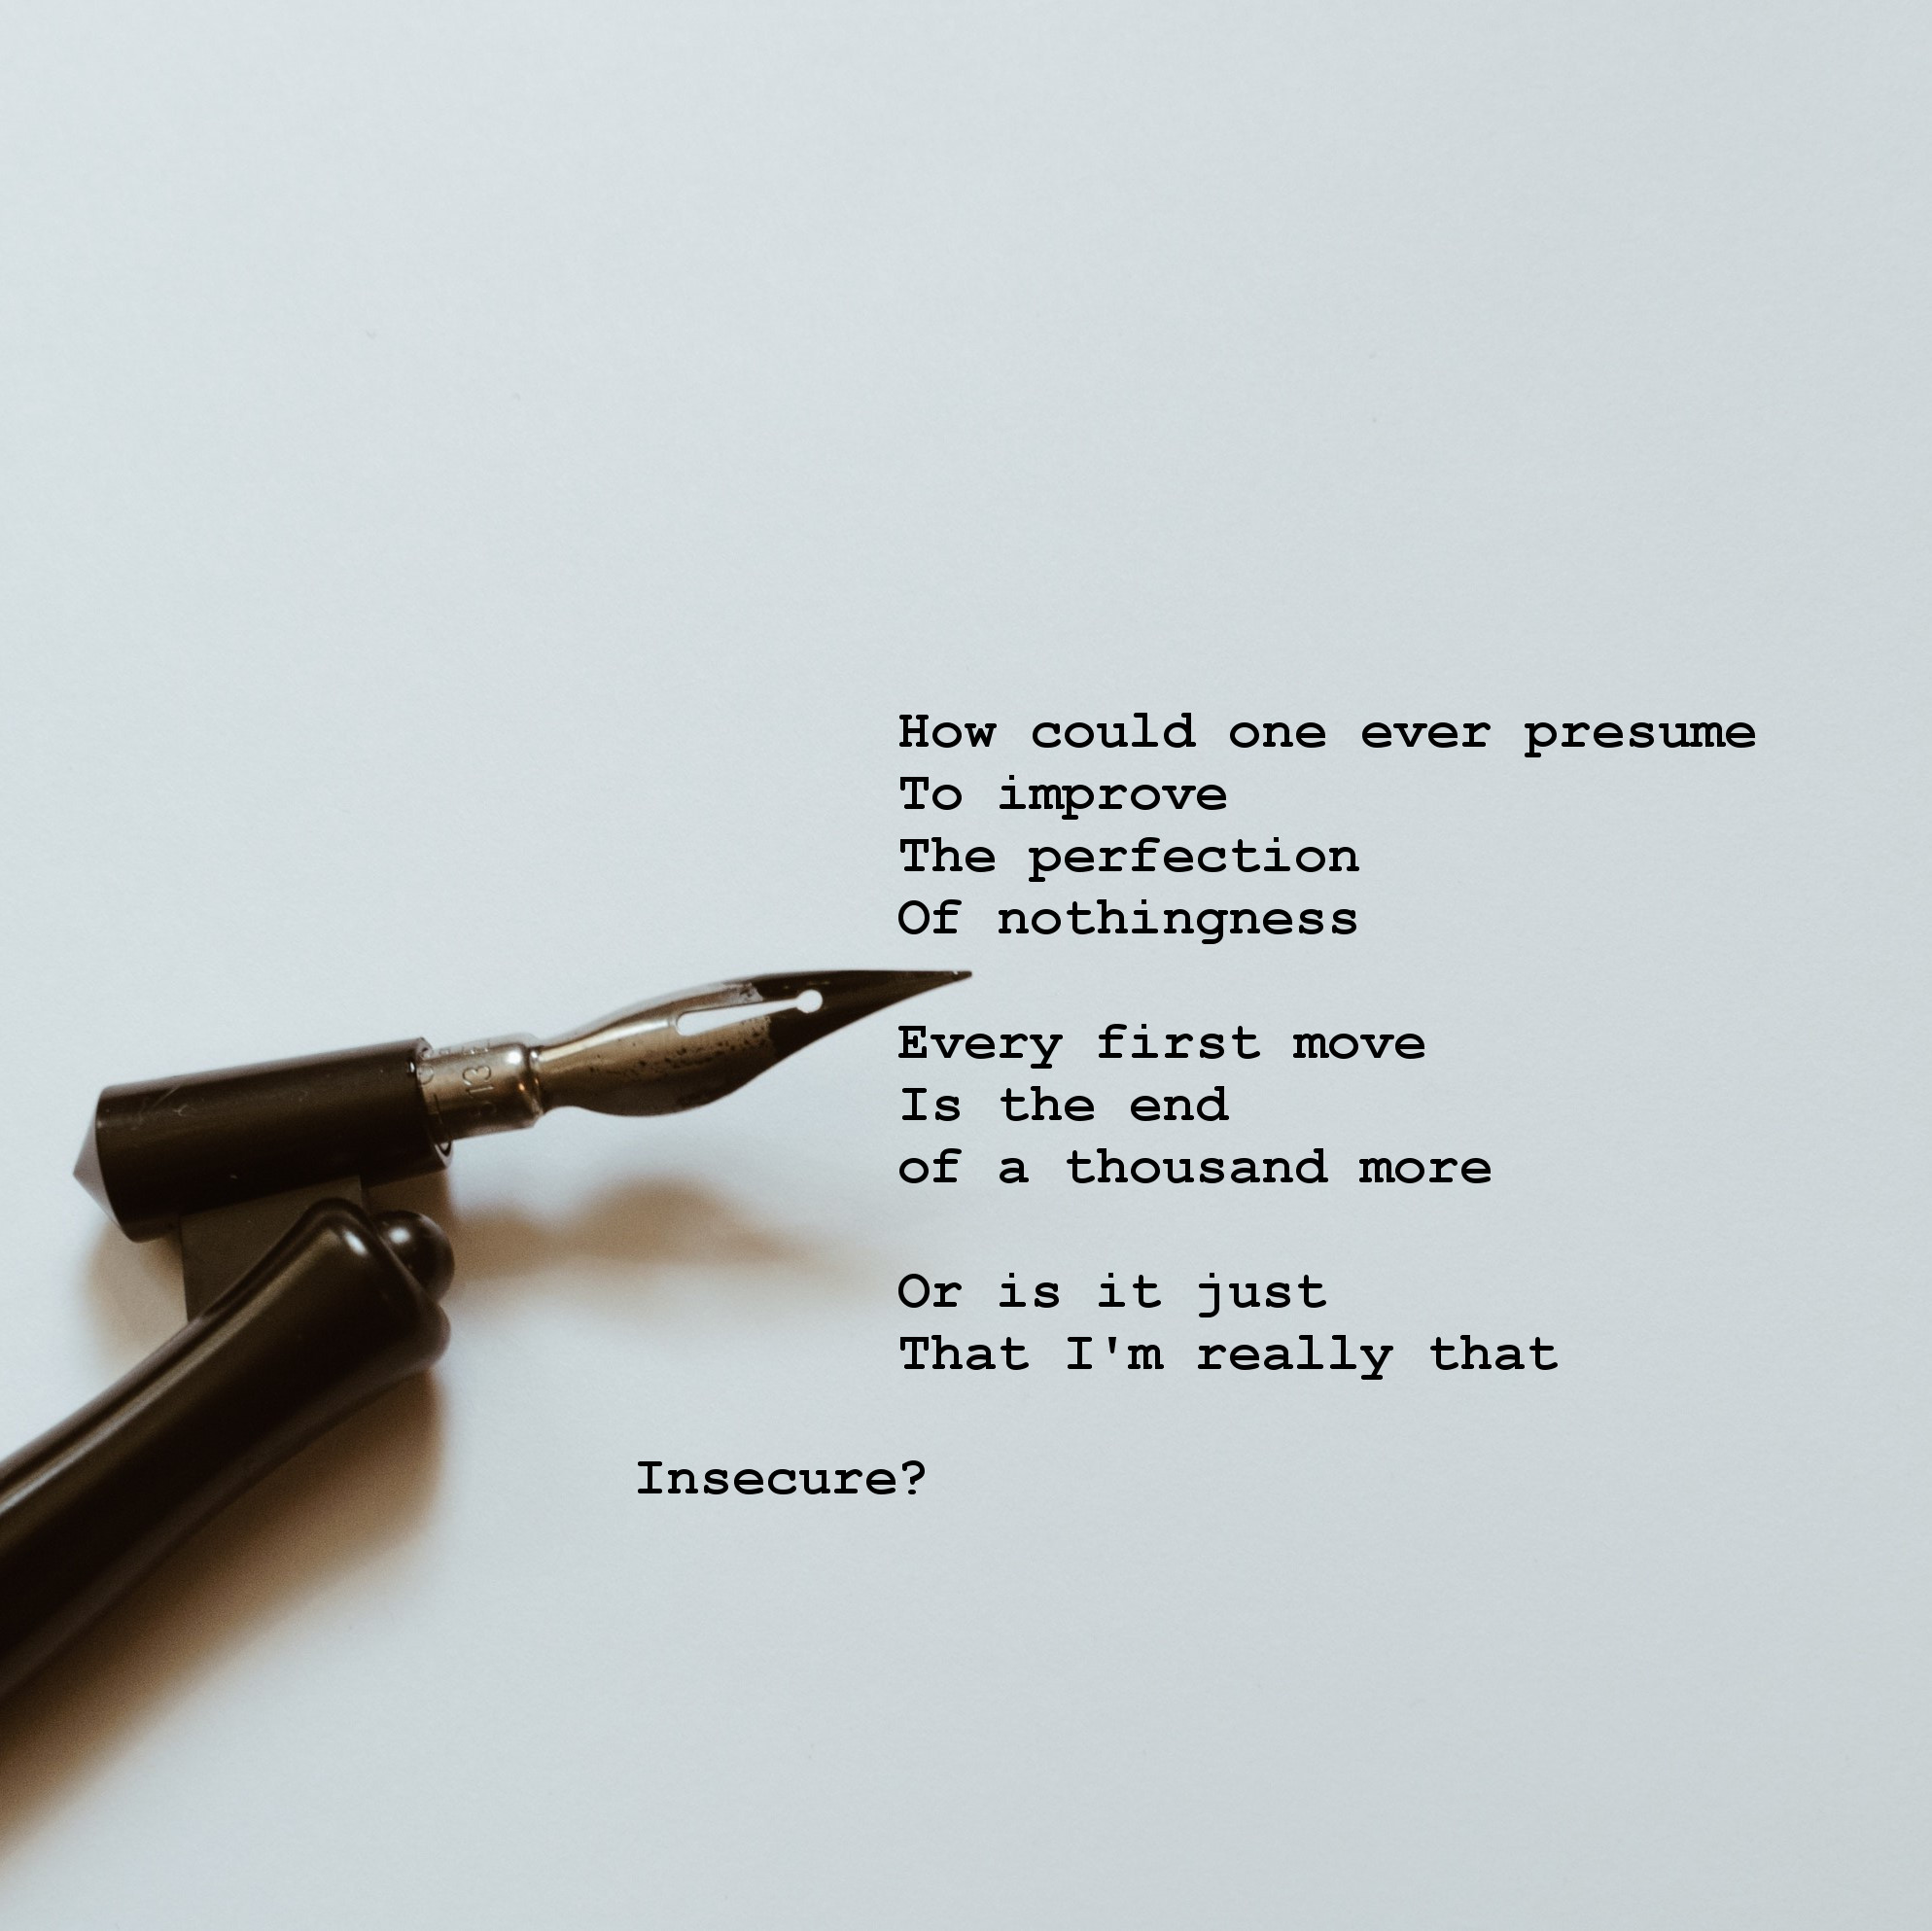 How could one ever presume
To improve
The perfection
Of nothingness
Every first move
Is the end
of a thousand more
Or is it just
That I'm really that
Insecure?